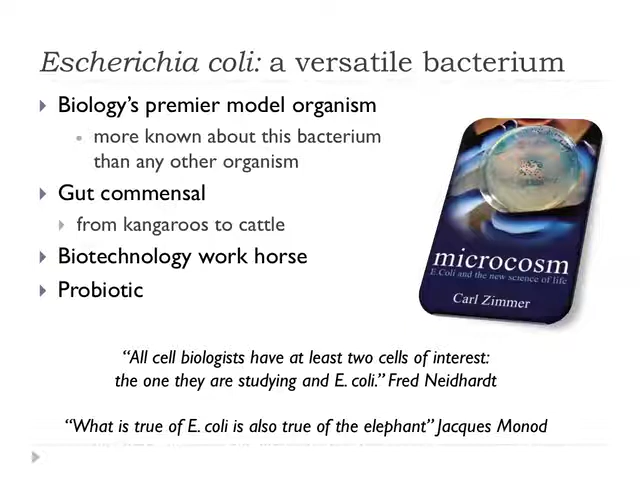 Escherichia coli: a versatile bacterium
Biology's premier model organism
more known about this bacterium
than any other organism
Gut commensal
from kangaroos to cattle
Biotechnology work horse
Probiotic
microcosm
E.Coli and the new science of life
Carl Zimmer
“All cell biologists have at least two cells of interest:
the one they are studying and E. coli.” Fred Neidhardt
“What is true of E. coli is also true of the elephant” Jacques Monod